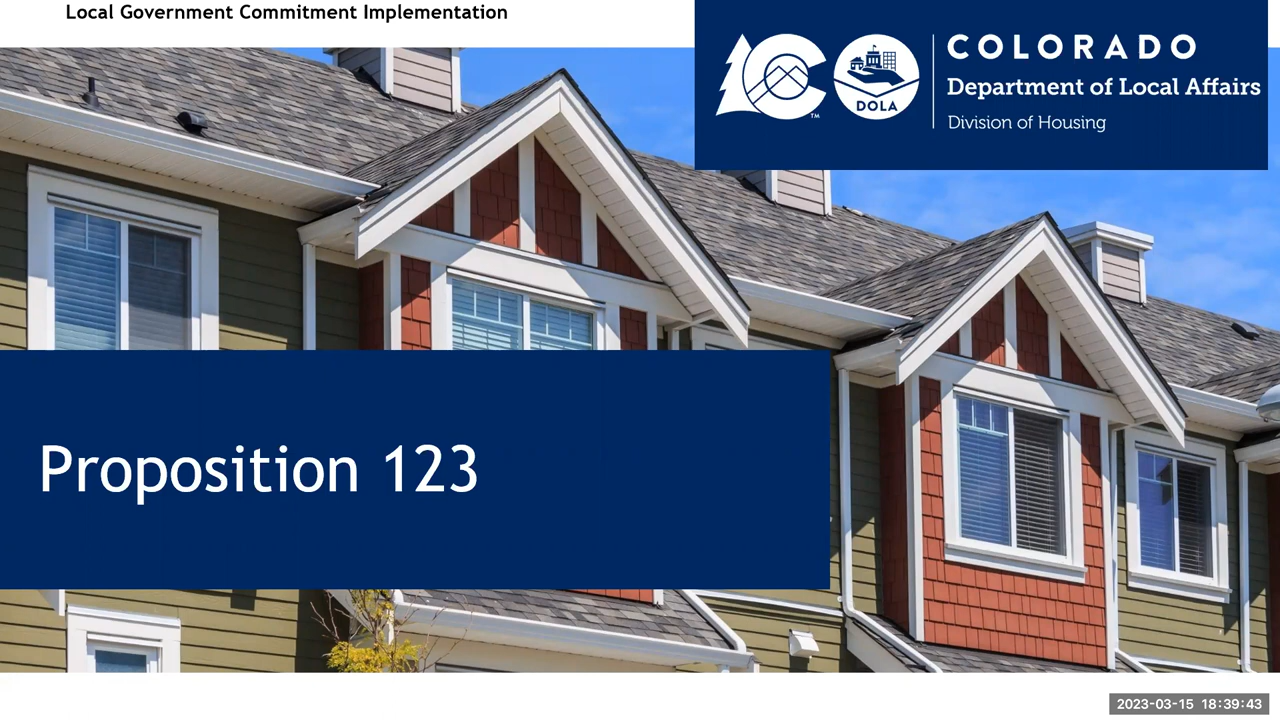 Local Government Commitment Implementation
COLORADO
Department of Local Affairs
Division of Housing
DOLA
TM
Proposition 123
2023-03-15 18:39:43